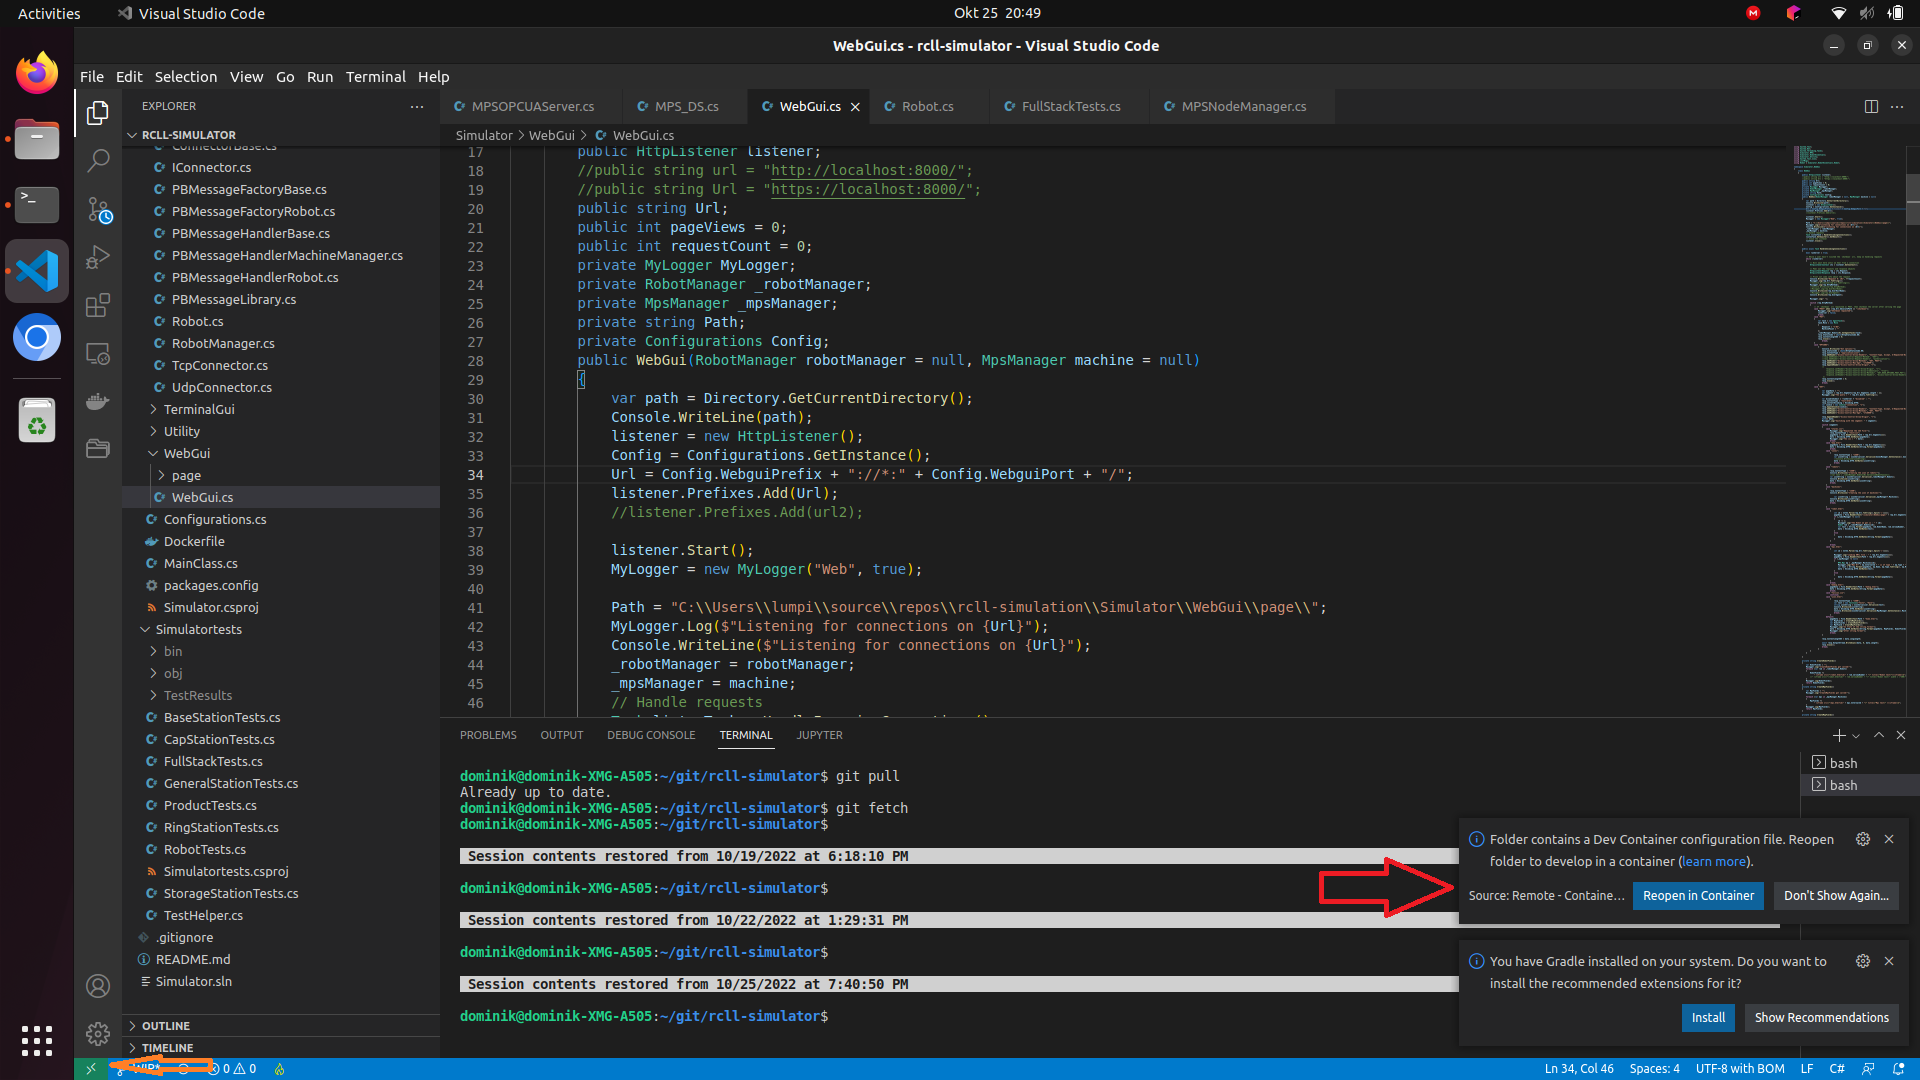 Activities
Visual Studio Code
Okt 25 20:49
WebGui.cs - rcll-simulator - Visual Studio Code
File Edit Selection View Go Run Terminal Help
EXPLORER
RCLL-SIMULATOR
ConnectorBase.cs
IConnector.cs
PBMessageFactoryBase.cs
PBMessageFactoryRobot.cs
PBMessageHandlerBase.cs
PBMessageHandlerMachineManager.cs
PBMessageHandlerRobot.cs
PBMessageLibrary.cs
Robot.cs
RobotManager.cs
TcpConnector.cs
UdpConnector.cs
TerminalGui
Utility
WebGui
page
WebGui.cs
Configurations.cs
Dockerfile
MainClass.cs
packages.config
Simulator.csproj
Simulatortests
bin
obj
TestResults
BaseStationTests.cs
CapStationTests.cs
FullStackTests.cs
GeneralStationTests.cs
ProductTests.cs
RingStationTests.cs
RobotTests.cs
Simulatortests.csproj
StorageStationTests.cs
TestHelper.cs
.gitignore
README.md
Simulator.sln
OUTLINE
TIMELINE
MPSOPCUAServer.cs MPS_DS.cs WebGui.cs Robot.cs FullStackTests.cs MPSNodeManager.cs
Simulator > WebGui > WebGui.cs
17 public HttpListener listener;
18 //public string url = "http://localhost:8000/";
19 //public string Url = "https://localhost:8000/";
20 public string Url;
21 public int pageViews = 0;
22 public int requestCount = 0;
23 private MyLogger MyLogger;
24 private RobotManager _robotManager;
25 private MpsManager _mpsManager;
26 private string Path;
27 private Configurations Config;
28 public WebGui(RobotManager robotManager = null, MpsManager machine = null)
29 {
30 var path = Directory.GetCurrentDirectory();
31 Console.WriteLine(path);
32 listener = new HttpListener();
33 Config = Configurations.GetInstance();
34 Url = Config.WebguiPrefix + "://*:" + Config.WebguiPort + "/";
35 listener.Prefixes.Add(Url);
36 //listener.Prefixes.Add(url2);
37
38 listener.Start();
39 MyLogger = new MyLogger("Web", true);
40
41 Path = "C:\\Users\\lumpi\\source\\repos\\rcll-simulation\\Simulator\\WebGui\\page\\";
42 MyLogger.Log($"Listening for connections on {Url}");
43 Console.WriteLine($"Listening for connections on {Url}");
44 _robotManager = robotManager;
45 _mpsManager = machine;
46 // Handle requests
PROBLEMS OUTPUT DEBUG CONSOLE TERMINAL JUPYTER
dominik@dominik-XMG-A505:~/git/rcll-simulator$ git pull
Already up to date.
dominik@dominik-XMG-A505:~/git/rcll-simulator$ git fetch
dominik@dominik-XMG-A505:~/git/rcll-simulator$
Session contents restored from 10/19/2022 at 6:18:10 PM
dominik@dominik-XMG-A505:~/git/rcll-simulator$
Session contents restored from 10/22/2022 at 1:29:31 PM
dominik@dominik-XMG-A505:~/git/rcll-simulator$
Session contents restored from 10/25/2022 at 7:40:50 PM
dominik@dominik-XMG-A505:~/git/rcll-simulator$
bash
bash
Folder contains a Dev Container configuration file. Reopen
folder to develop in a container (learn more).
Source: Remote - Containe... Reopen in Container Don't Show Again...
You have Gradle installed on your system. Do you want to
install the recommended extensions for it?
Install Show Recommendations
0 0
Ln 34, Col 46 Spaces: 4 UTF-8 with BOM LF C#